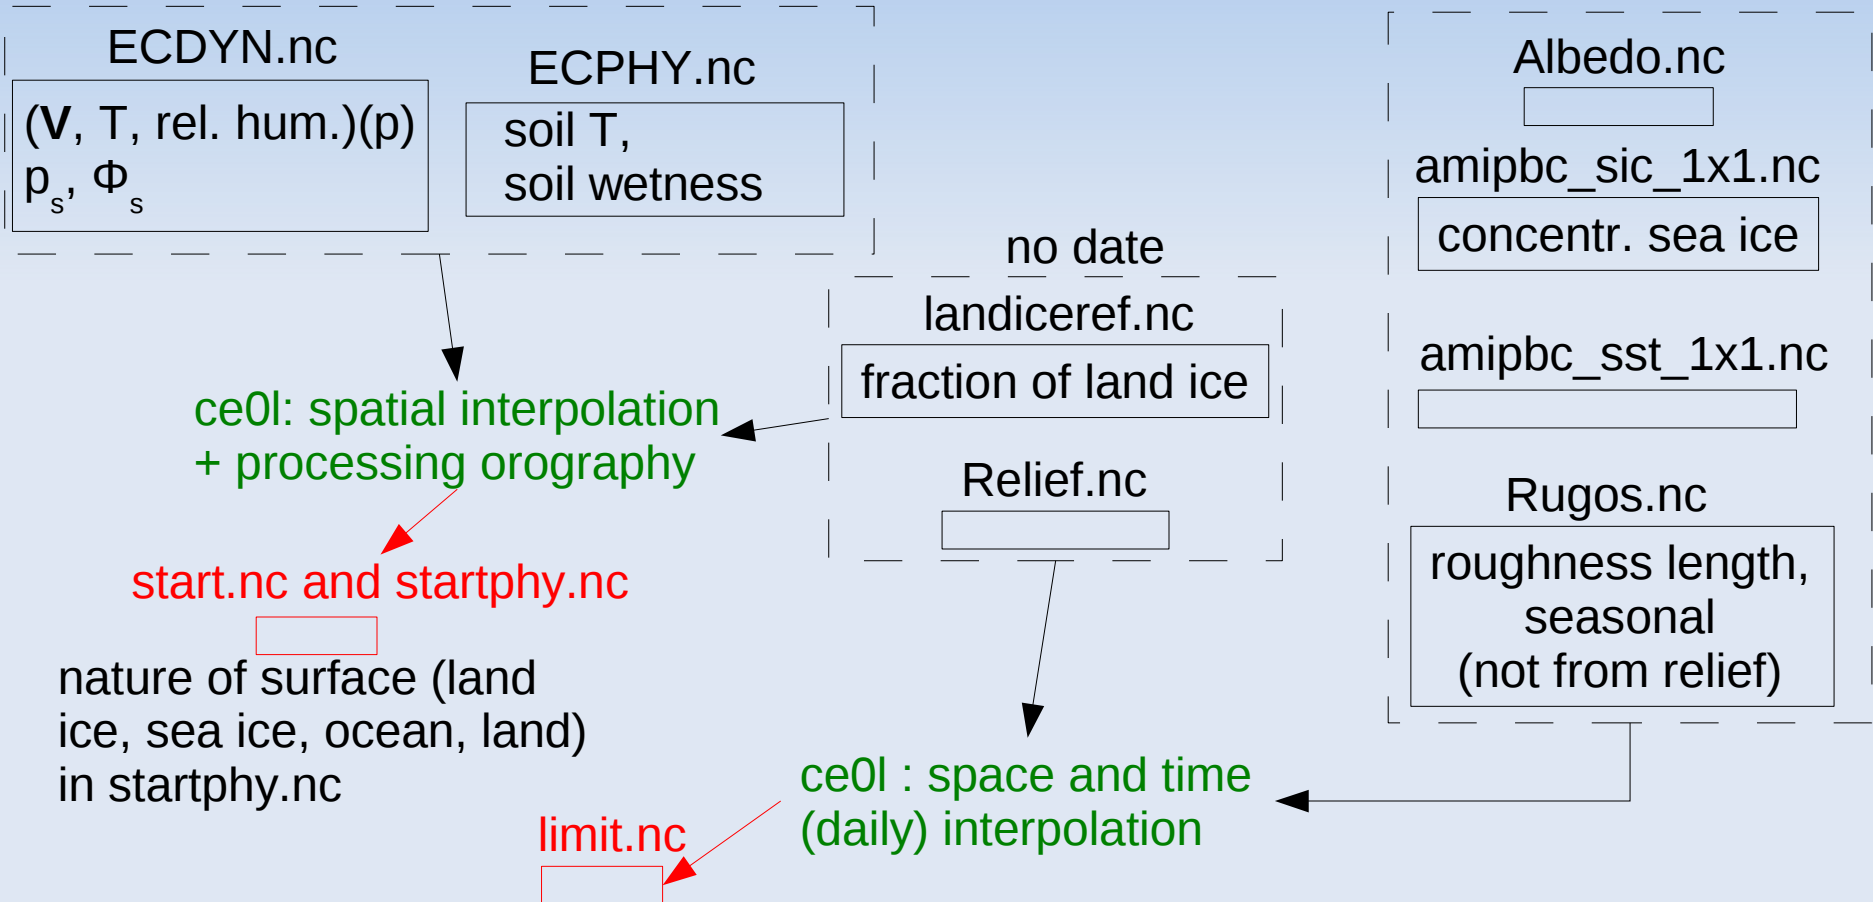 ECDYN.nc
(V, T, rel. hum.)(p)
ps, Φs
ECPHY.nc
soil T,
soil wetness
no date
landiceref.nc
fraction of land ice
Relief.nc
Albedo.nc
amipbc_sic_1x1.nc
concentr. sea ice
amipbc_sst_1x1.nc
Rugos.nc
roughness length,
seasonal
(not from relief)
ce0l: spatial interpolation
+ processing orography
start.nc and startphy.nc
nature of surface (land
ice, sea ice, ocean, land)
in startphy.nc
ce0l : space and time
(daily) interpolation
limit.nc